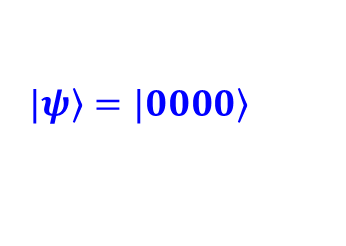 |ψ⟩ = |0000⟩